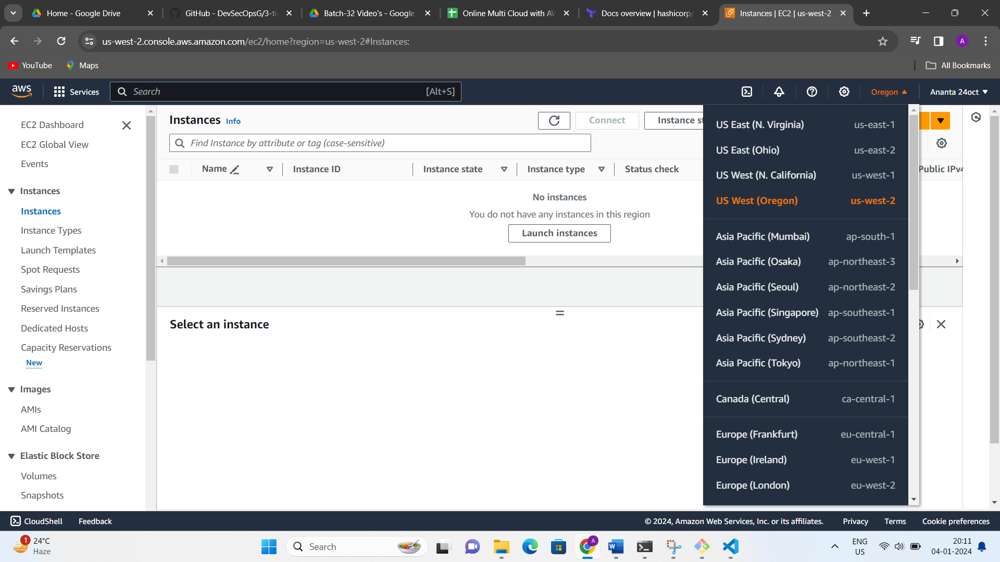 Home - Google Drive
GitHub - DevSecOpsG/3-ti
Batch-32 Video's - Google
Online Multi Cloud with AV
Docs overview | hashicorp/
Instances | EC2 | us-west-2
us-west-2.console.aws.amazon.com/ec2/home?region=us-west-2#Instances:
A
YouTube
Maps
All Bookmarks
aws
Services
Search
[Alt+S]
Oregon
Ananta 24oct
EC2 Dashboard
EC2 Global View
Events
Instances
Instances
Instance Types
Launch Templates
Spot Requests
Savings Plans
Reserved Instances
Dedicated Hosts
Capacity Reservations
New
Images
AMIs
AMI Catalog
Elastic Block Store
Volumes
Snapshots
Instances Info
Connect
Instance st
Find Instance by attribute or tag (case-sensitive)
Name
Instance ID
Instance state
Instance type
Status check
Public IPv4
No instances
You do not have any instances in this region
Launch instances
Select an instance
US East (N. Virginia) us-east-1
US East (Ohio) us-east-2
US West (N. California) us-west-1
US West (Oregon) us-west-2
Asia Pacific (Mumbai) ap-south-1
Asia Pacific (Osaka) ap-northeast-3
Asia Pacific (Seoul) ap-northeast-2
Asia Pacific (Singapore) ap-southeast-1
Asia Pacific (Sydney) ap-southeast-2
Asia Pacific (Tokyo) ap-northeast-1
Canada (Central) ca-central-1
Europe (Frankfurt) eu-central-1
Europe (Ireland) eu-west-1
Europe (London) eu-west-2
CloudShell
Feedback
© 2024, Amazon Web Services, Inc. or its affiliates.
Privacy
Terms
Cookie preferences
1
24°C
Haze
Search
A
W
ENG
US
20:11
04-01-2024